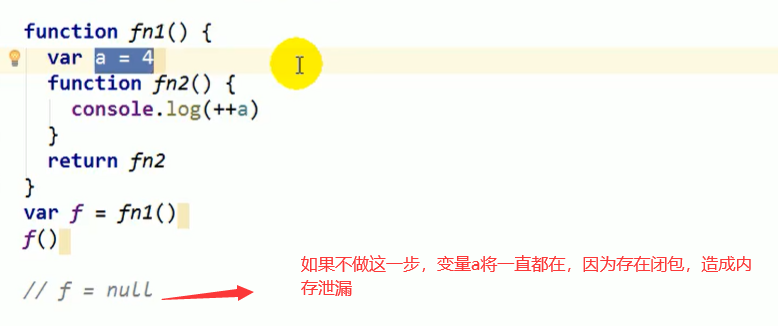 function fn1() {
  var a = 4
  function fn2() {
    console.log(++a)
  }
  return fn2
}
var f = fn1()
f()
如果不做这一步，变量a将一直都在，因为存在闭包，造成内
存泄漏
// f = null